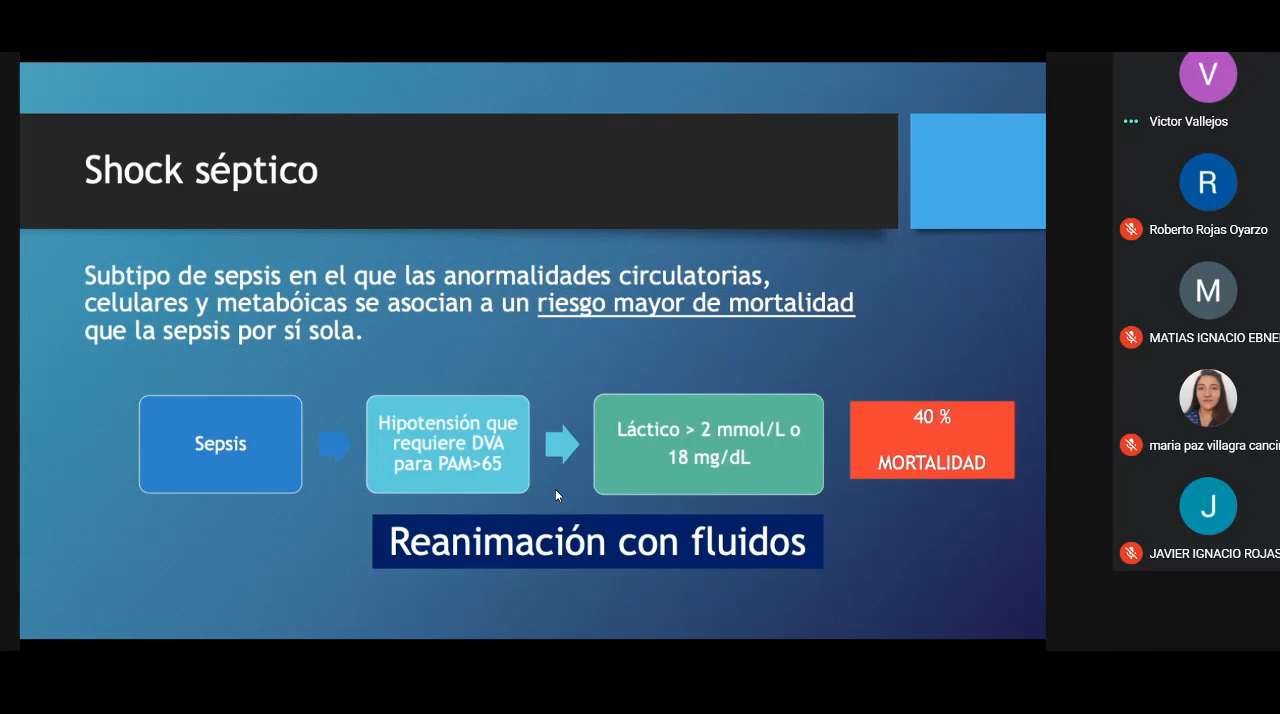 Shock séptico
Subtipo de sepsis en el que las anormalidades circulatorias,
celulares y metabóicas se asocian a un riesgo mayor de mortalidad
que la sepsis por sí sola.
Sepsis
Hipotensión que
requiere DVA
para PAM>65
Láctico > 2 mmol/L o
18 mg/dL
40 %
MORTALIDAD
Reanimación con fluidos
V
Victor Vallejos
R
Roberto Rojas Oyarzo
M
MATIAS IGNACIO EBNE
maria paz villagra canci
J
JAVIER IGNACIO ROJAS